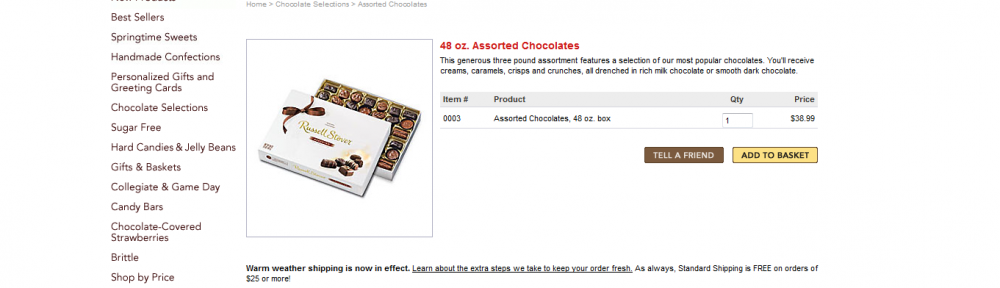 Home > Chocolate Selections > Assorted Chocolates
Best Sellers
Springtime Sweets
Handmade Confections
Personalized Gifts and
Greeting Cards
Chocolate Selections
Sugar Free
Hard Candies & Jelly Beans
Gifts & Baskets
Collegiate & Game Day
Candy Bars
Chocolate-Covered
Strawberries
Brittle
Shop by Price
Russell Stover
48 oz. Assorted Chocolates
This generous three pound assortment features a selection of our most popular chocolates. You'll receive
creams, caramels, crisps and crunches, all drenched in rich milk chocolate or smooth dark chocolate.
Item # Product Qty Price
0003 Assorted Chocolates, 48 oz. box 1 $38.99
TELL A FRIEND ADD TO BASKET
Warm weather shipping is now in effect. Learn about the extra steps we take to keep your order fresh. As always, Standard Shipping is FREE on orders of
$25 or more!